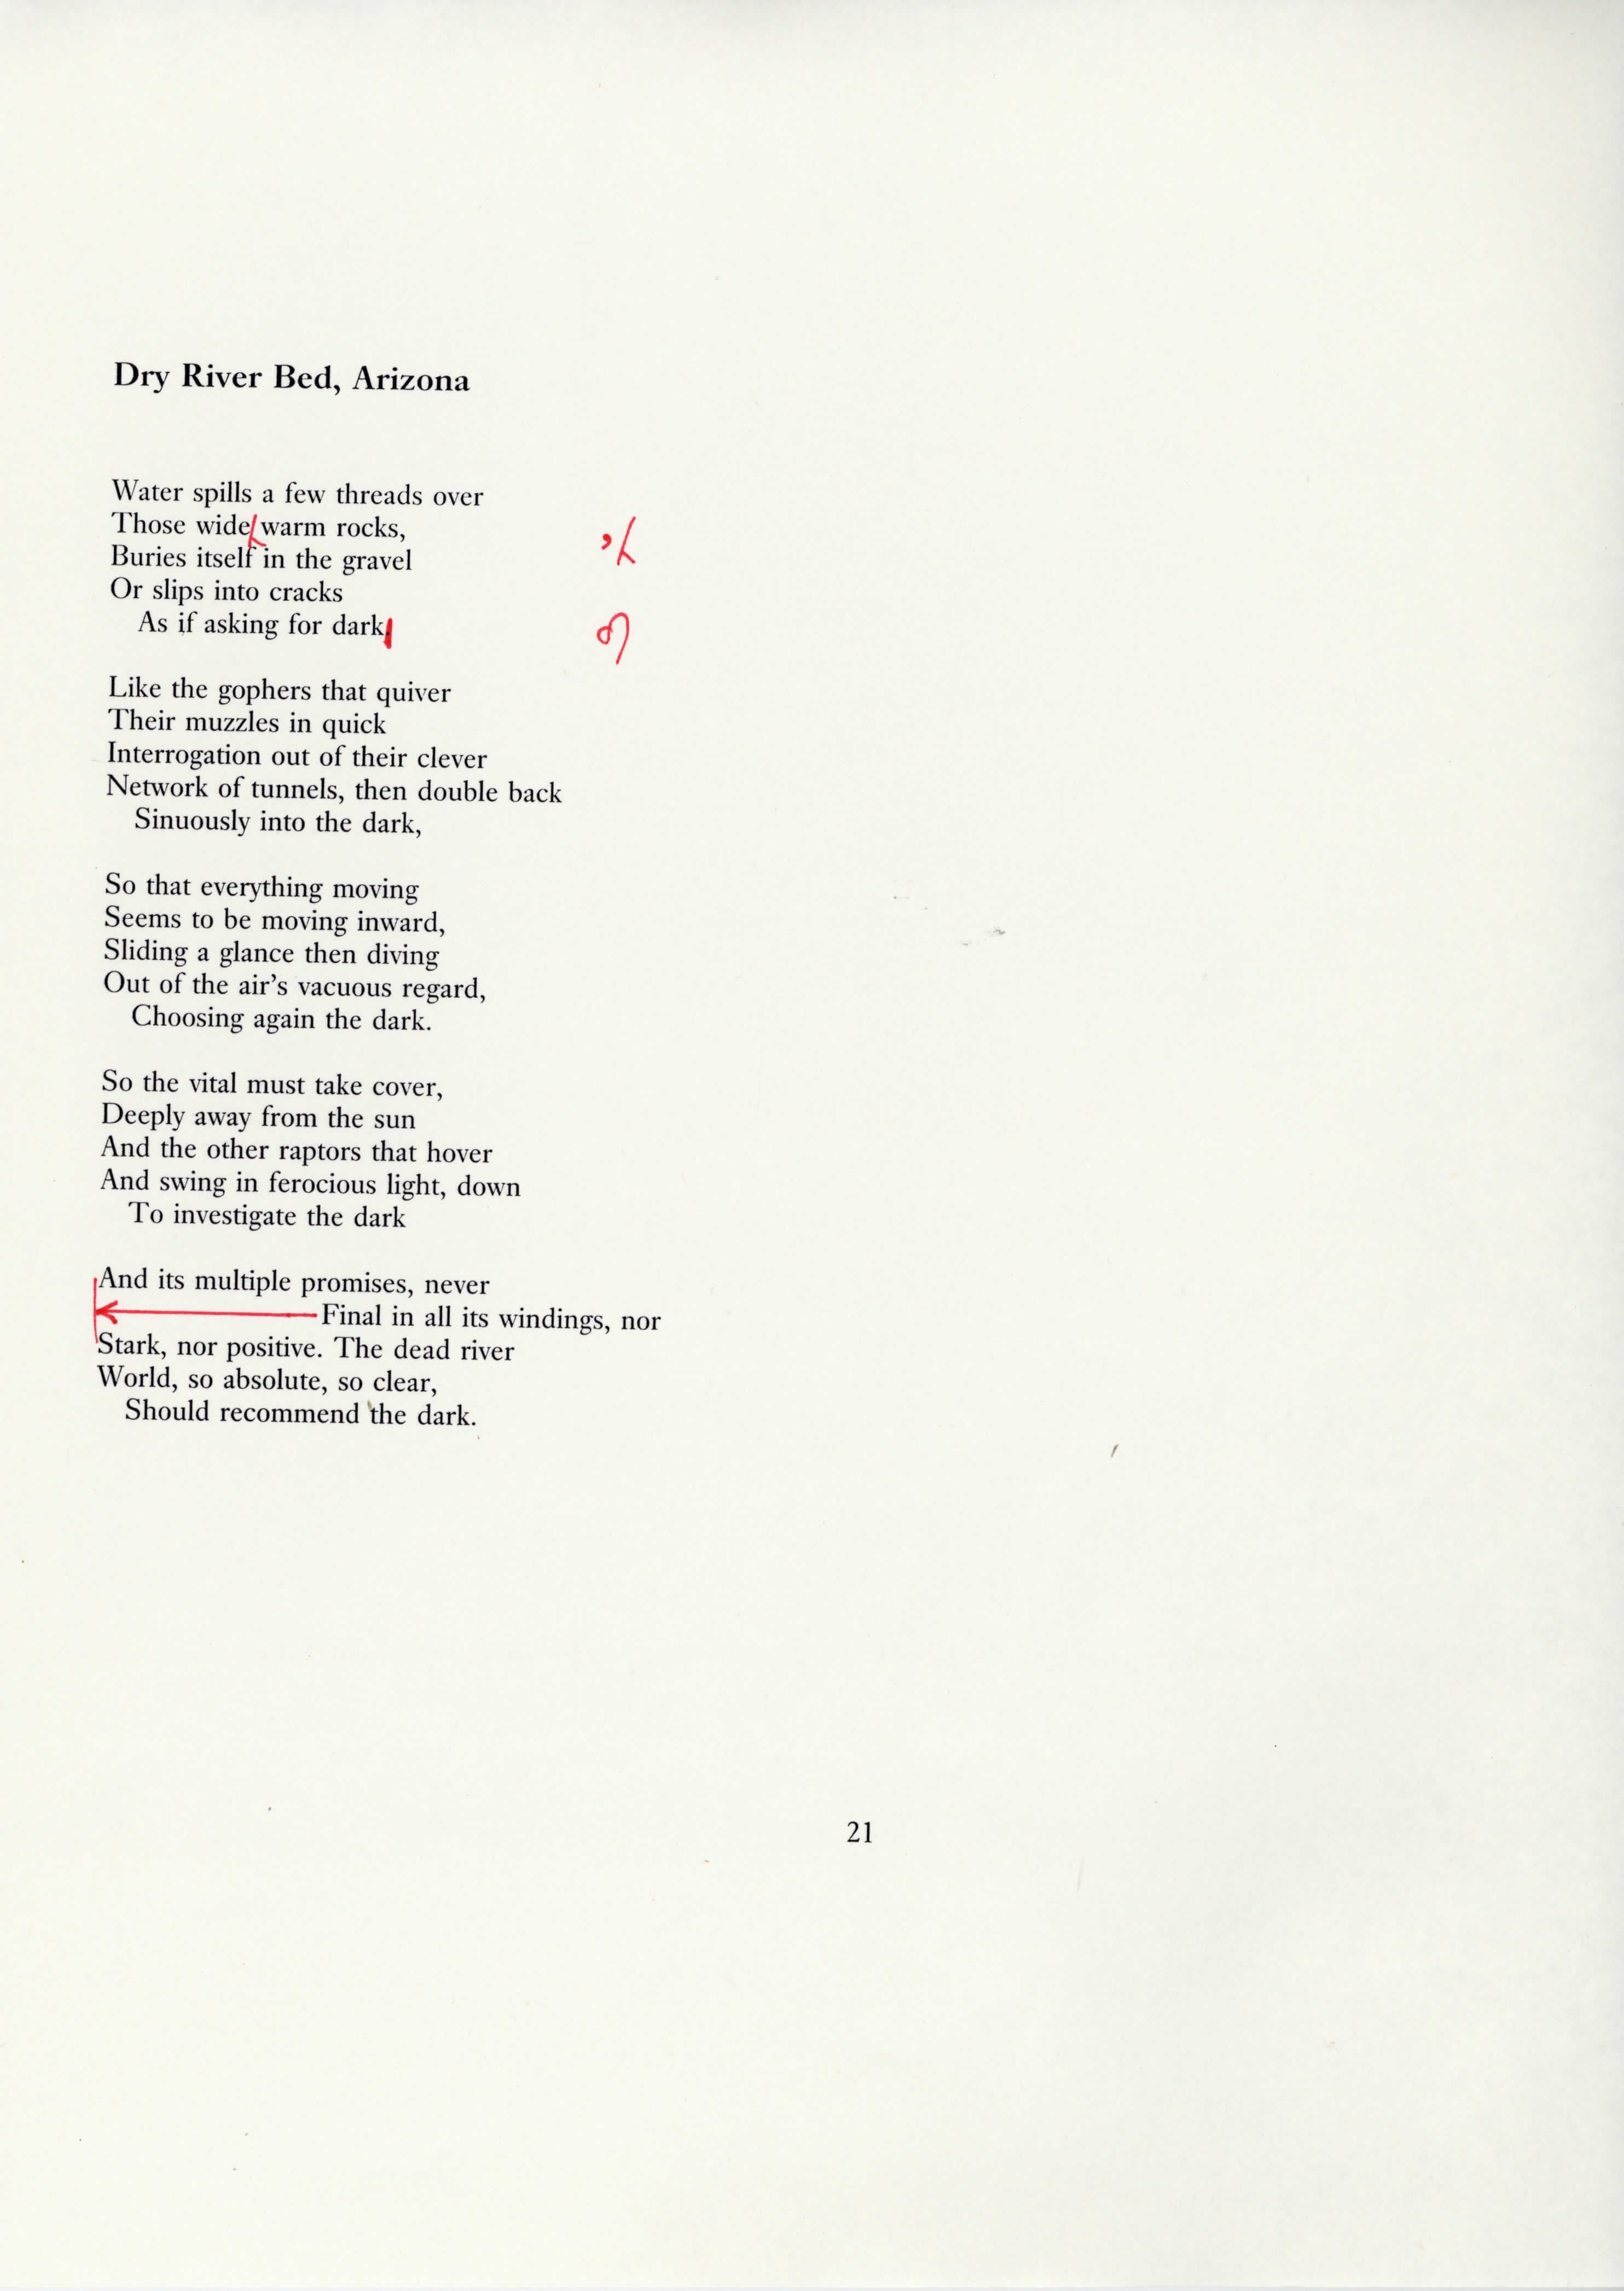 Dry River Bed, Arizona
Water spills a few threads over
Those wide warm rocks,
Buries itself in the gravel
Or slips into cracks
As if asking for dark.
Like the gophers that quiver
Their muzzles in quick
Interrogation out of their clever
Network of tunnels, then double back
Sinuously into the dark,
So that everything moving
Seems to be moving inward,
Sliding a glance then diving
Out of the air's vacuous regard,
Choosing again the dark.
So the vital must take cover,
Deeply away from the sun
And the other raptors that hover
And swing in ferocious light, down
To investigate the dark
And its multiple promises, never
Final in all its windings, nor
Stark, nor positive. The dead river
World, so absolute, so clear,
Should recommend the dark.
21